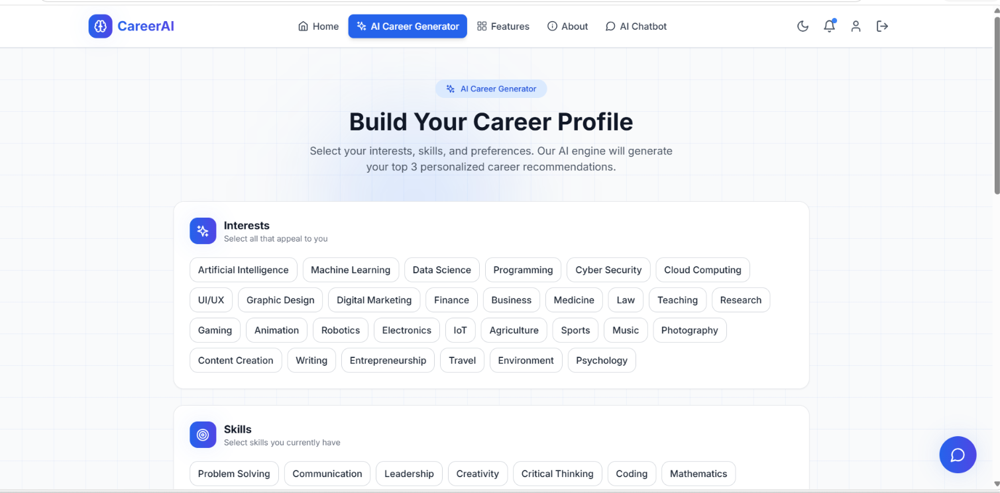 CareerAI Home AI Career Generator Features About AI Chatbot
AI Career Generator
Build Your Career Profile
Select your interests, skills, and preferences. Our AI engine will generate
your top 3 personalized career recommendations.
Interests
Select all that appeal to you
Artificial Intelligence Machine Learning Data Science Programming Cyber Security Cloud Computing
UI/UX Graphic Design Digital Marketing Finance Business Medicine Law Teaching Research
Gaming Animation Robotics Electronics IoT Agriculture Sports Music Photography
Content Creation Writing Entrepreneurship Travel Environment Psychology
Skills
Select skills you currently have
Problem Solving Communication Leadership Creativity Critical Thinking Coding Mathematics